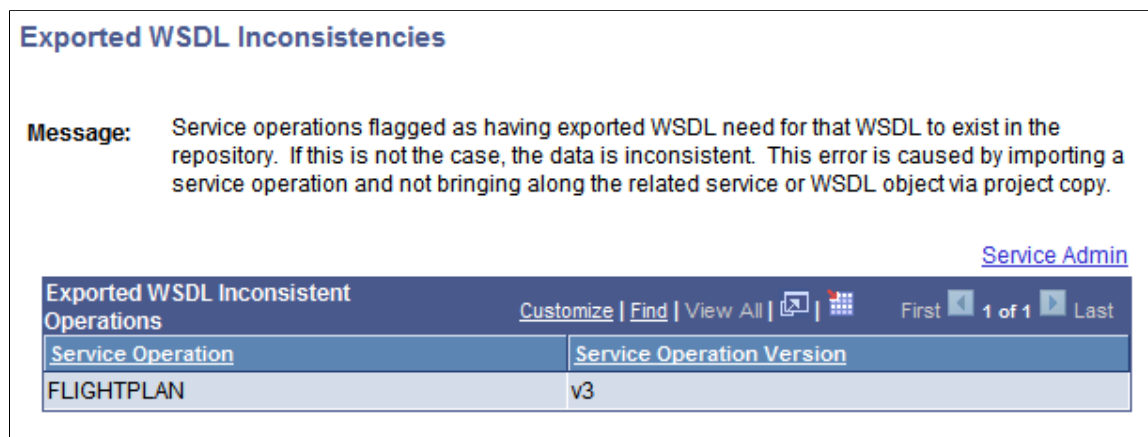 Exported WSDL Inconsistencies
Message: Service operations flagged as having exported WSDL need for that WSDL to exist in the
repository. If this is not the case, the data is inconsistent. This error is caused by importing a
service operation and not bringing along the related service or WSDL object via project copy.
Service Admin
Exported WSDL Inconsistent
Operations
Customize | Find | View All | | First 1 of 1 Last
Service Operation Service Operation Version
FLIGHTPLAN v3